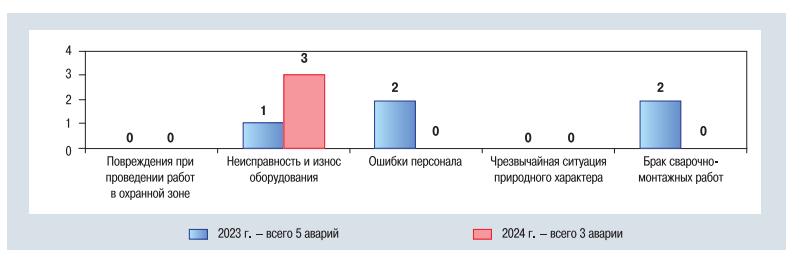 4
3
2
1
0
0 0
1 3
2 0
0 0
2 0
Повреждения при
проведении работ
в охранной зоне
Неисправность и износ
оборудования
Ошибки персонала
Чрезвычайная ситуация
природного характера
Брак сварочно-
монтажных работ
2023 г. – всего 5 аварий
2024 г. – всего 3 аварии